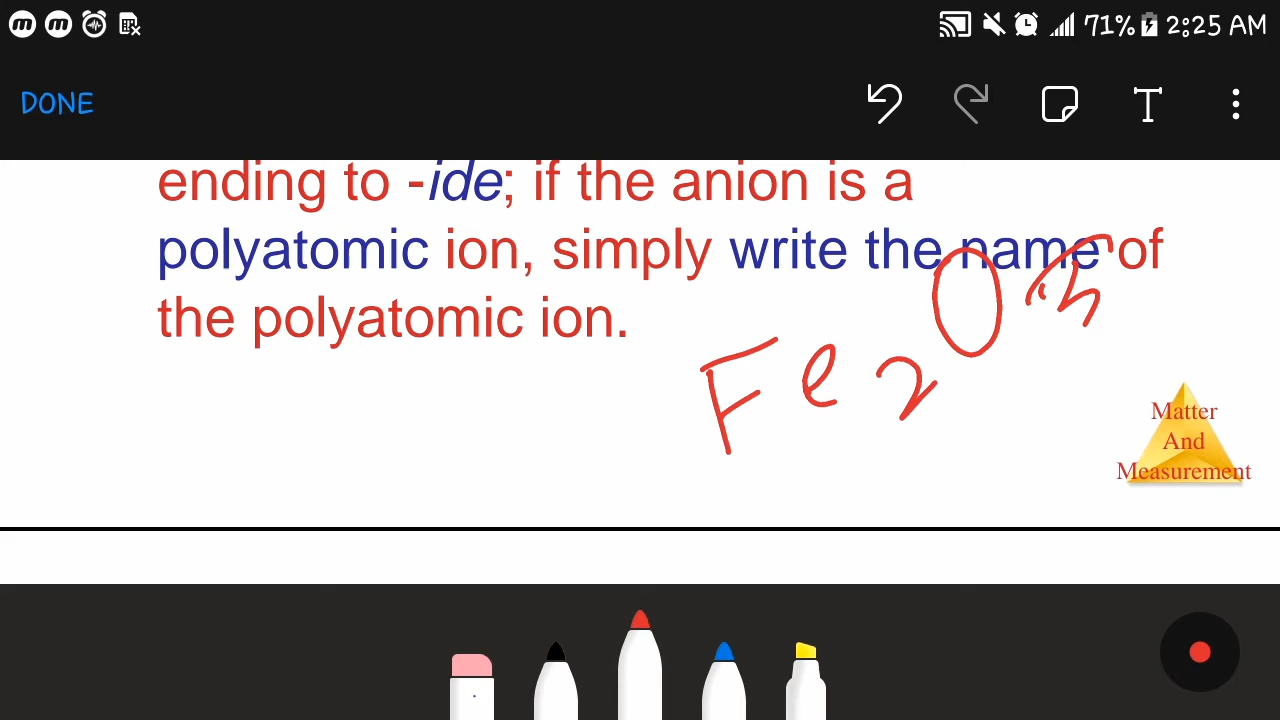 71% 2:25 AM
DONE
T
ending to -ide; if the anion is a
polyatomic ion, simply write the name of
the polyatomic ion.
Fe2O3
Matter
And
Measurement